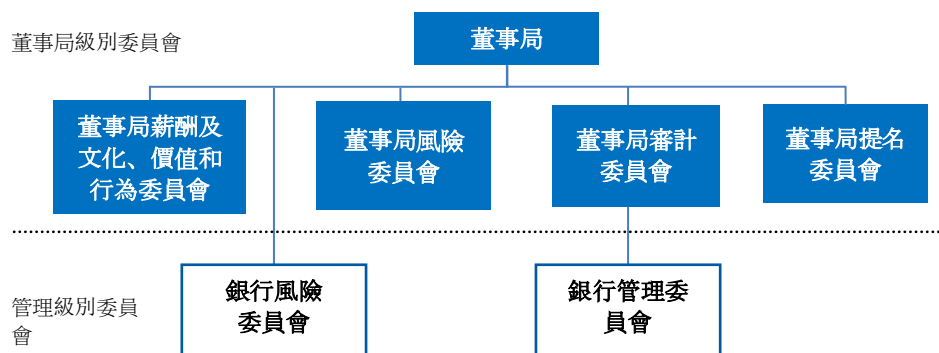 董事局級別委員會
董事局
董事局薪酬及
文化、價值和
行為委員會
董事局風險
委員會
董事局審計
委員會
董事局提名
委員會
管理級別委員
會
銀行風險
委員會
銀行管理委
員會